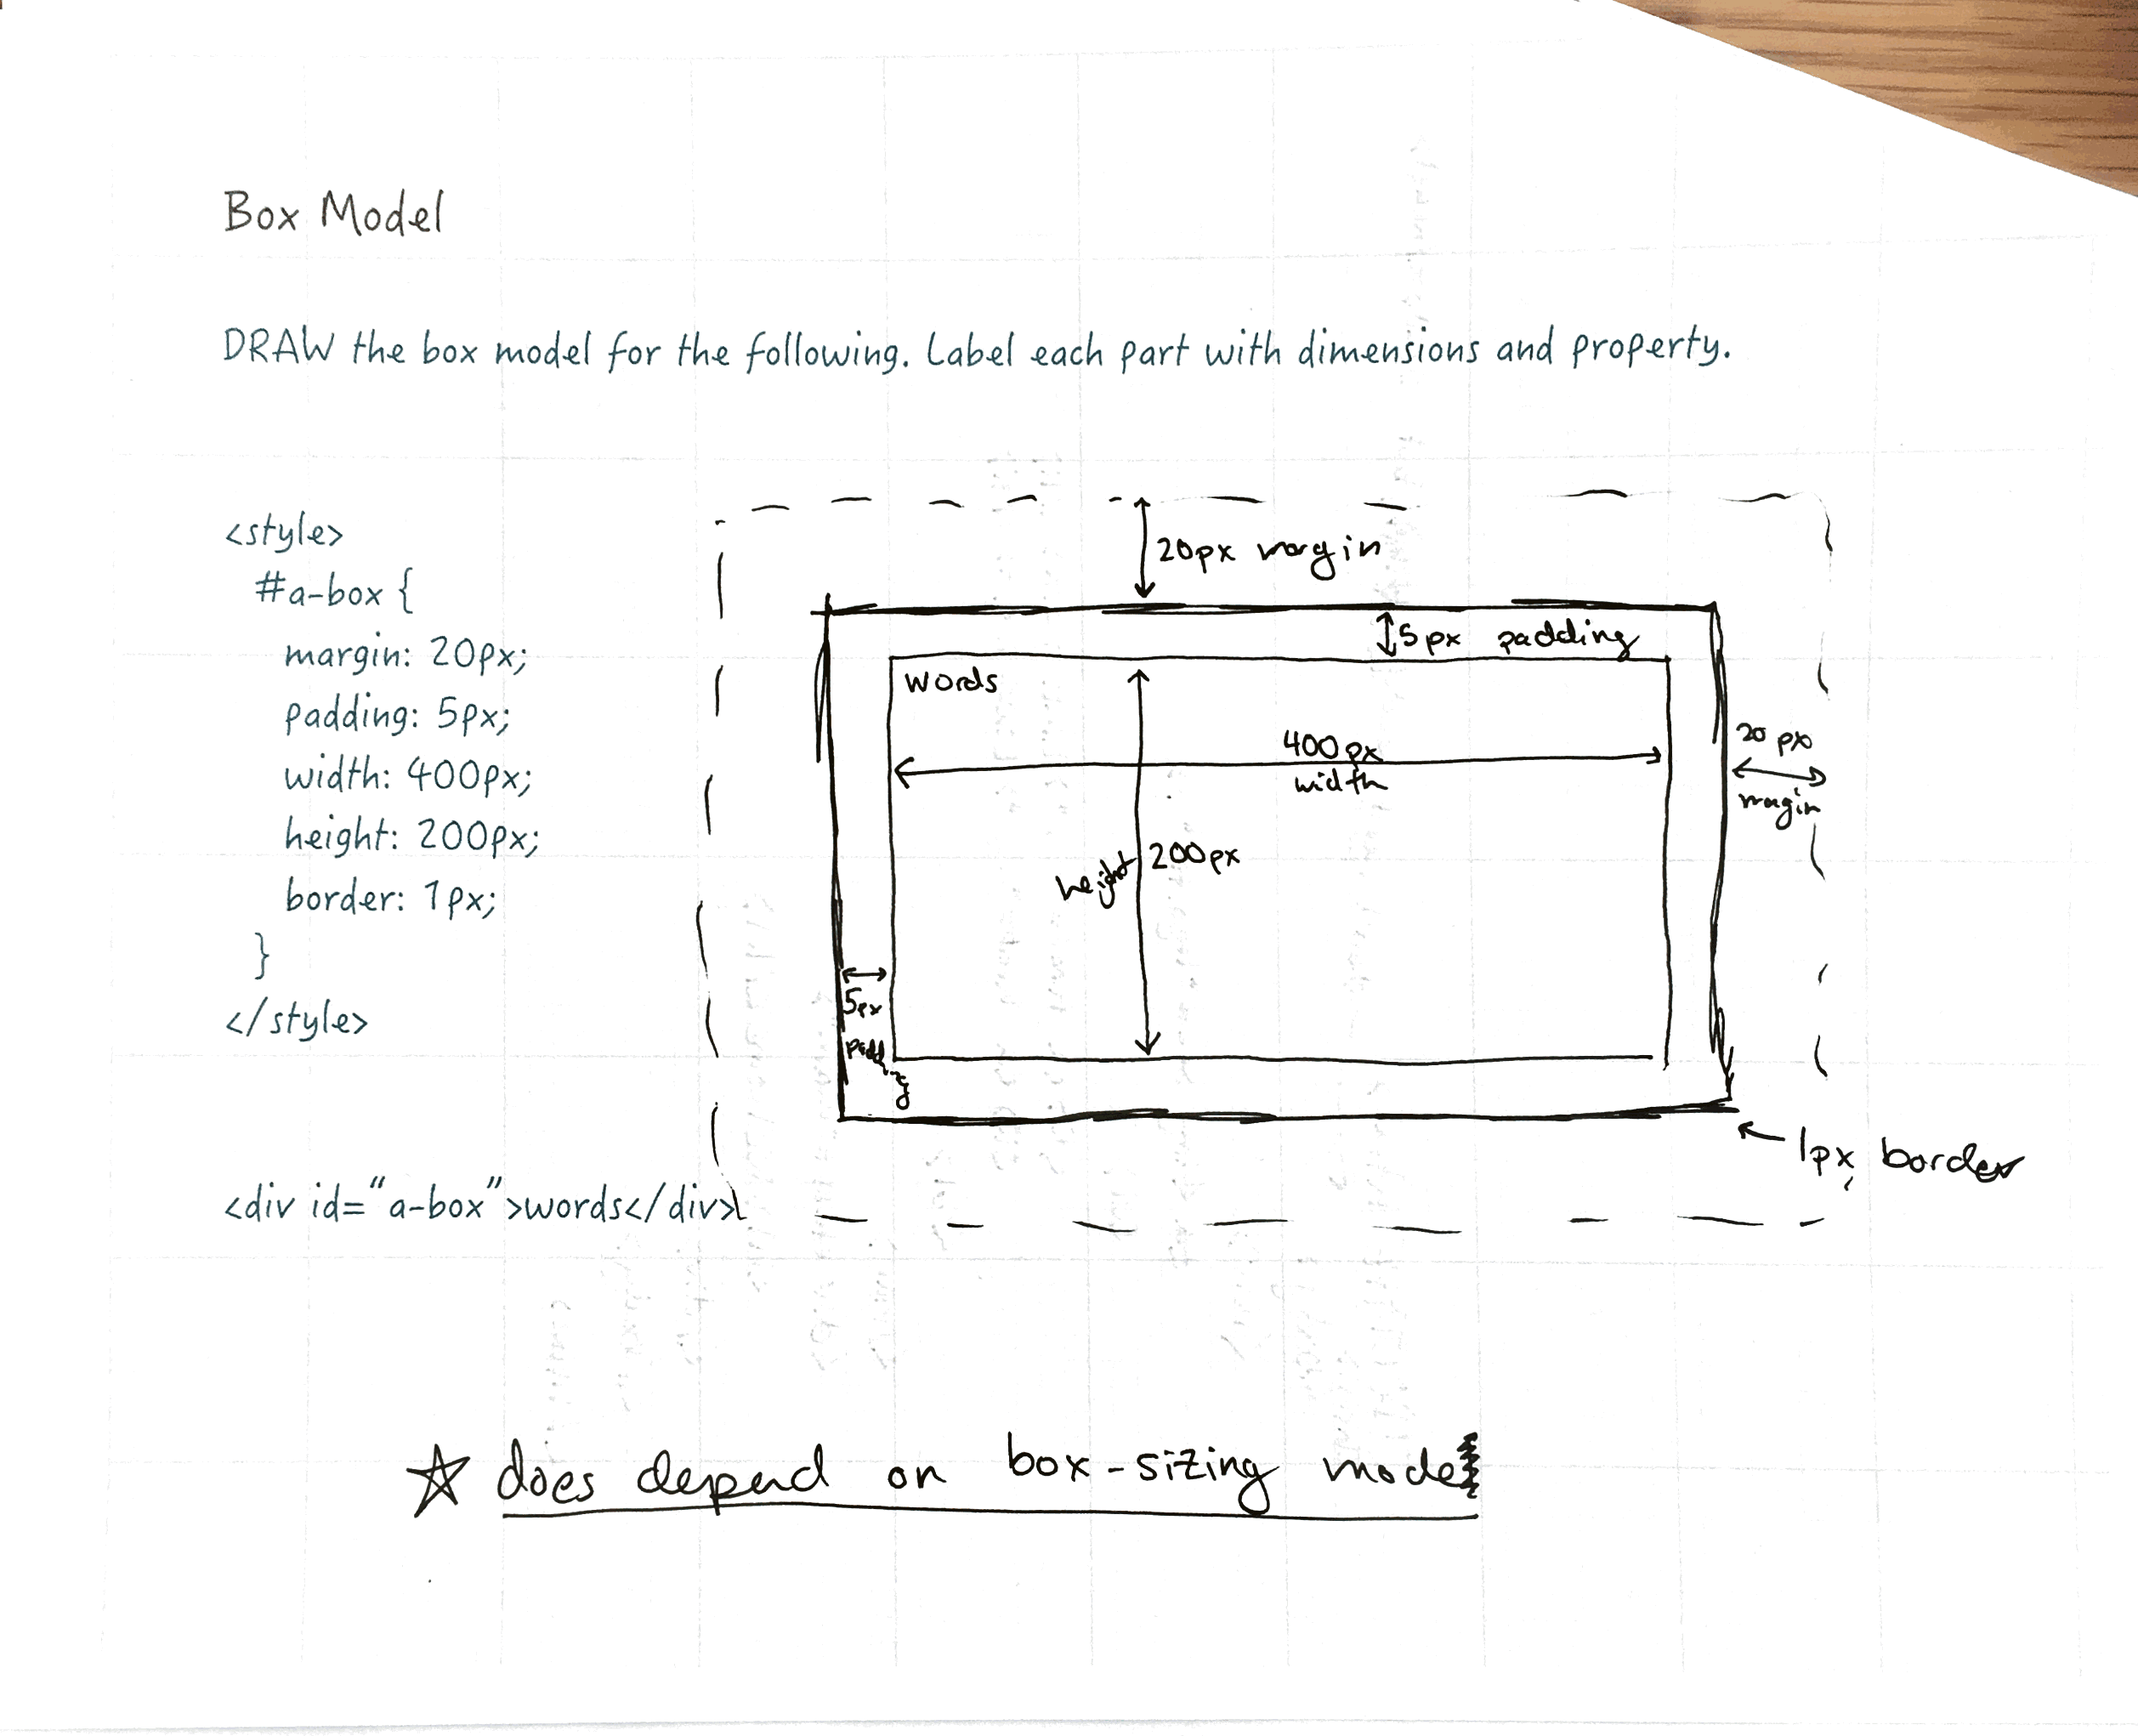 Box Model
DRAW the box model for the following. Label each part with dimensions and property.
<style>
#a-box {
margin: 20px;
padding: 5px;
width: 400px;
height: 200px;
border: 1px;
}
</style>
<div id="a-box">words</div>
20px margin
5px padding
words
400px
width
height 200px
20 px
margin
5px
padding
1px border
does depend on box-sizing mode